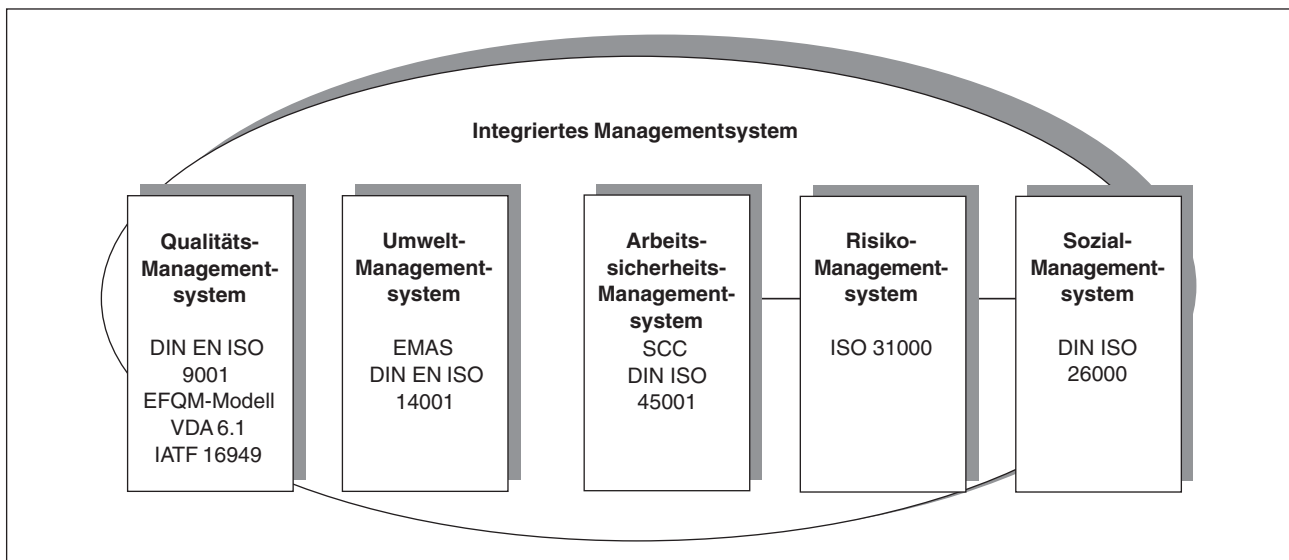 Integriertes Managementsystem
Qualitäts-
Management-
system
DIN EN ISO
9001
EFQM-Modell
VDA 6.1
IATF 16949
Umwelt-
Management-
system
EMAS
DIN EN ISO
14001
Arbeits-
sicherheits-
Management-
system
SCC
DIN ISO
45001
Risiko-
Management-
system
ISO 31000
Sozial-
Management-
system
DIN ISO
26000